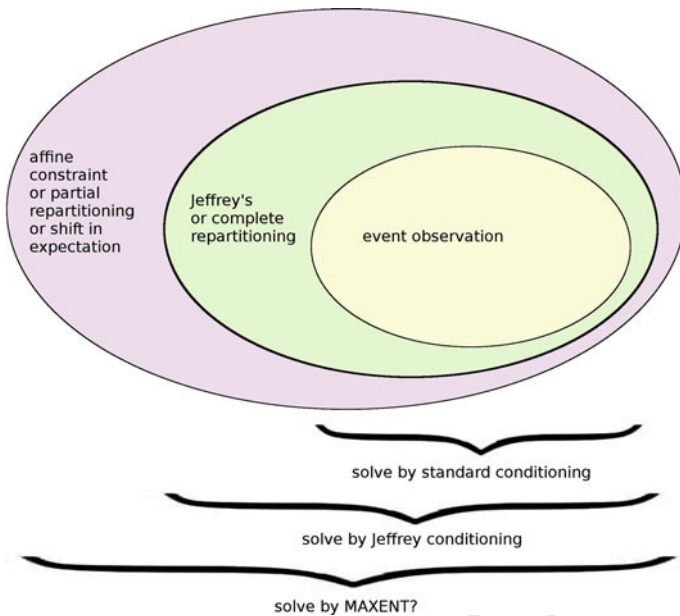 affine
constraint
or partial
repartitioning
or shift in
expectation
Jeffrey's
or complete
repartitioning
event observation
solve by standard conditioning
solve by Jeffrey conditioning
solve by MAXENT?